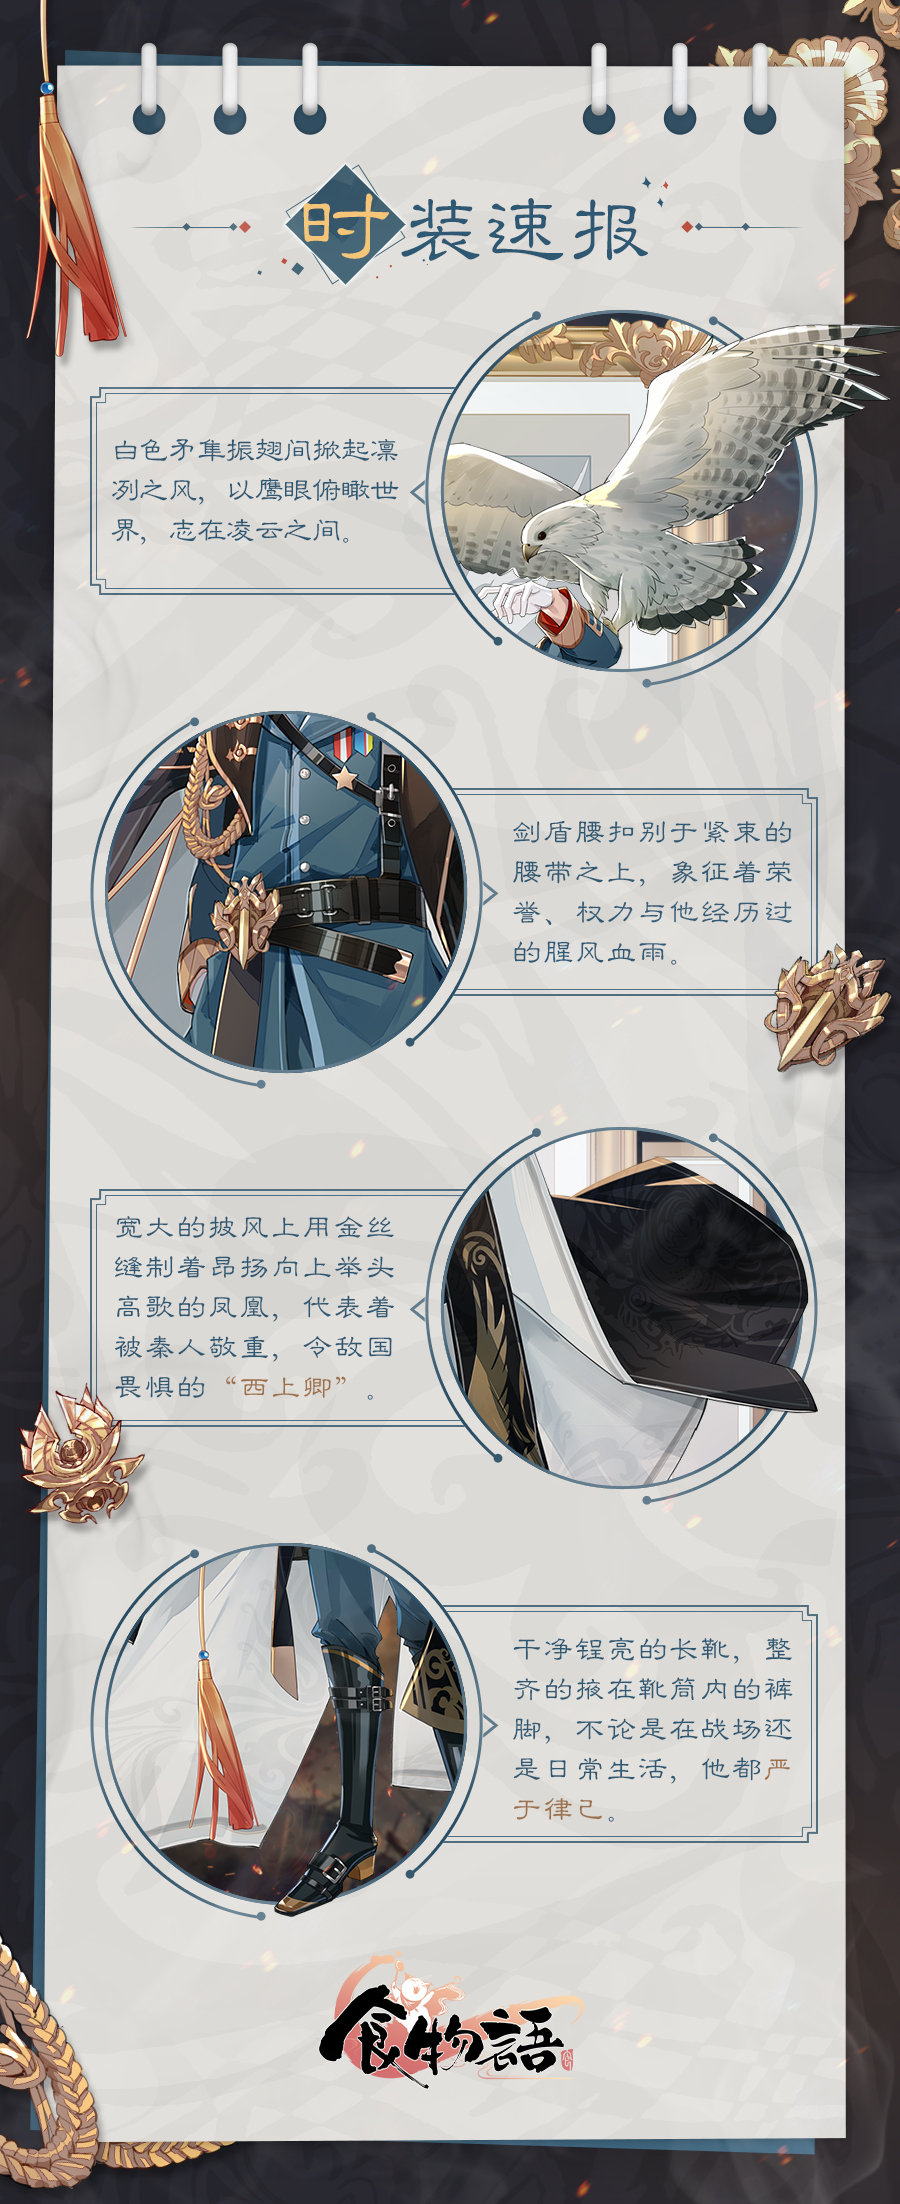 时装速报
白色矛隼振翅间掀起凛
冽之风，以鹰眼俯瞰世
界，志在凌云之间。
剑盾腰扣别于紧束的
腰带之上，象征着荣
誉、权力与他经历过
的腥风血雨。
宽大的披风上用金丝
缝制着昂扬向上举头
高歌的凤凰，代表着
被秦人敬重，令敌国
畏惧的“西上卿”。
干净锃亮的长靴，整
齐的掖在靴筒内的裤
脚，不论是在战场还
是日常生活，他都严
于律己。
食物語